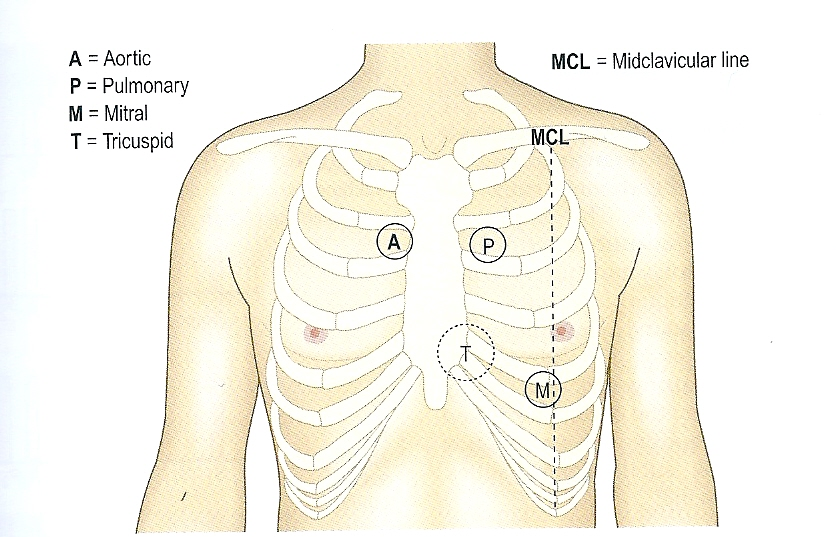 A = Aortic
P = Pulmonary
M = Mitral
T = Tricuspid
MCL = Midclavicular line
MCL
A
P
T
M